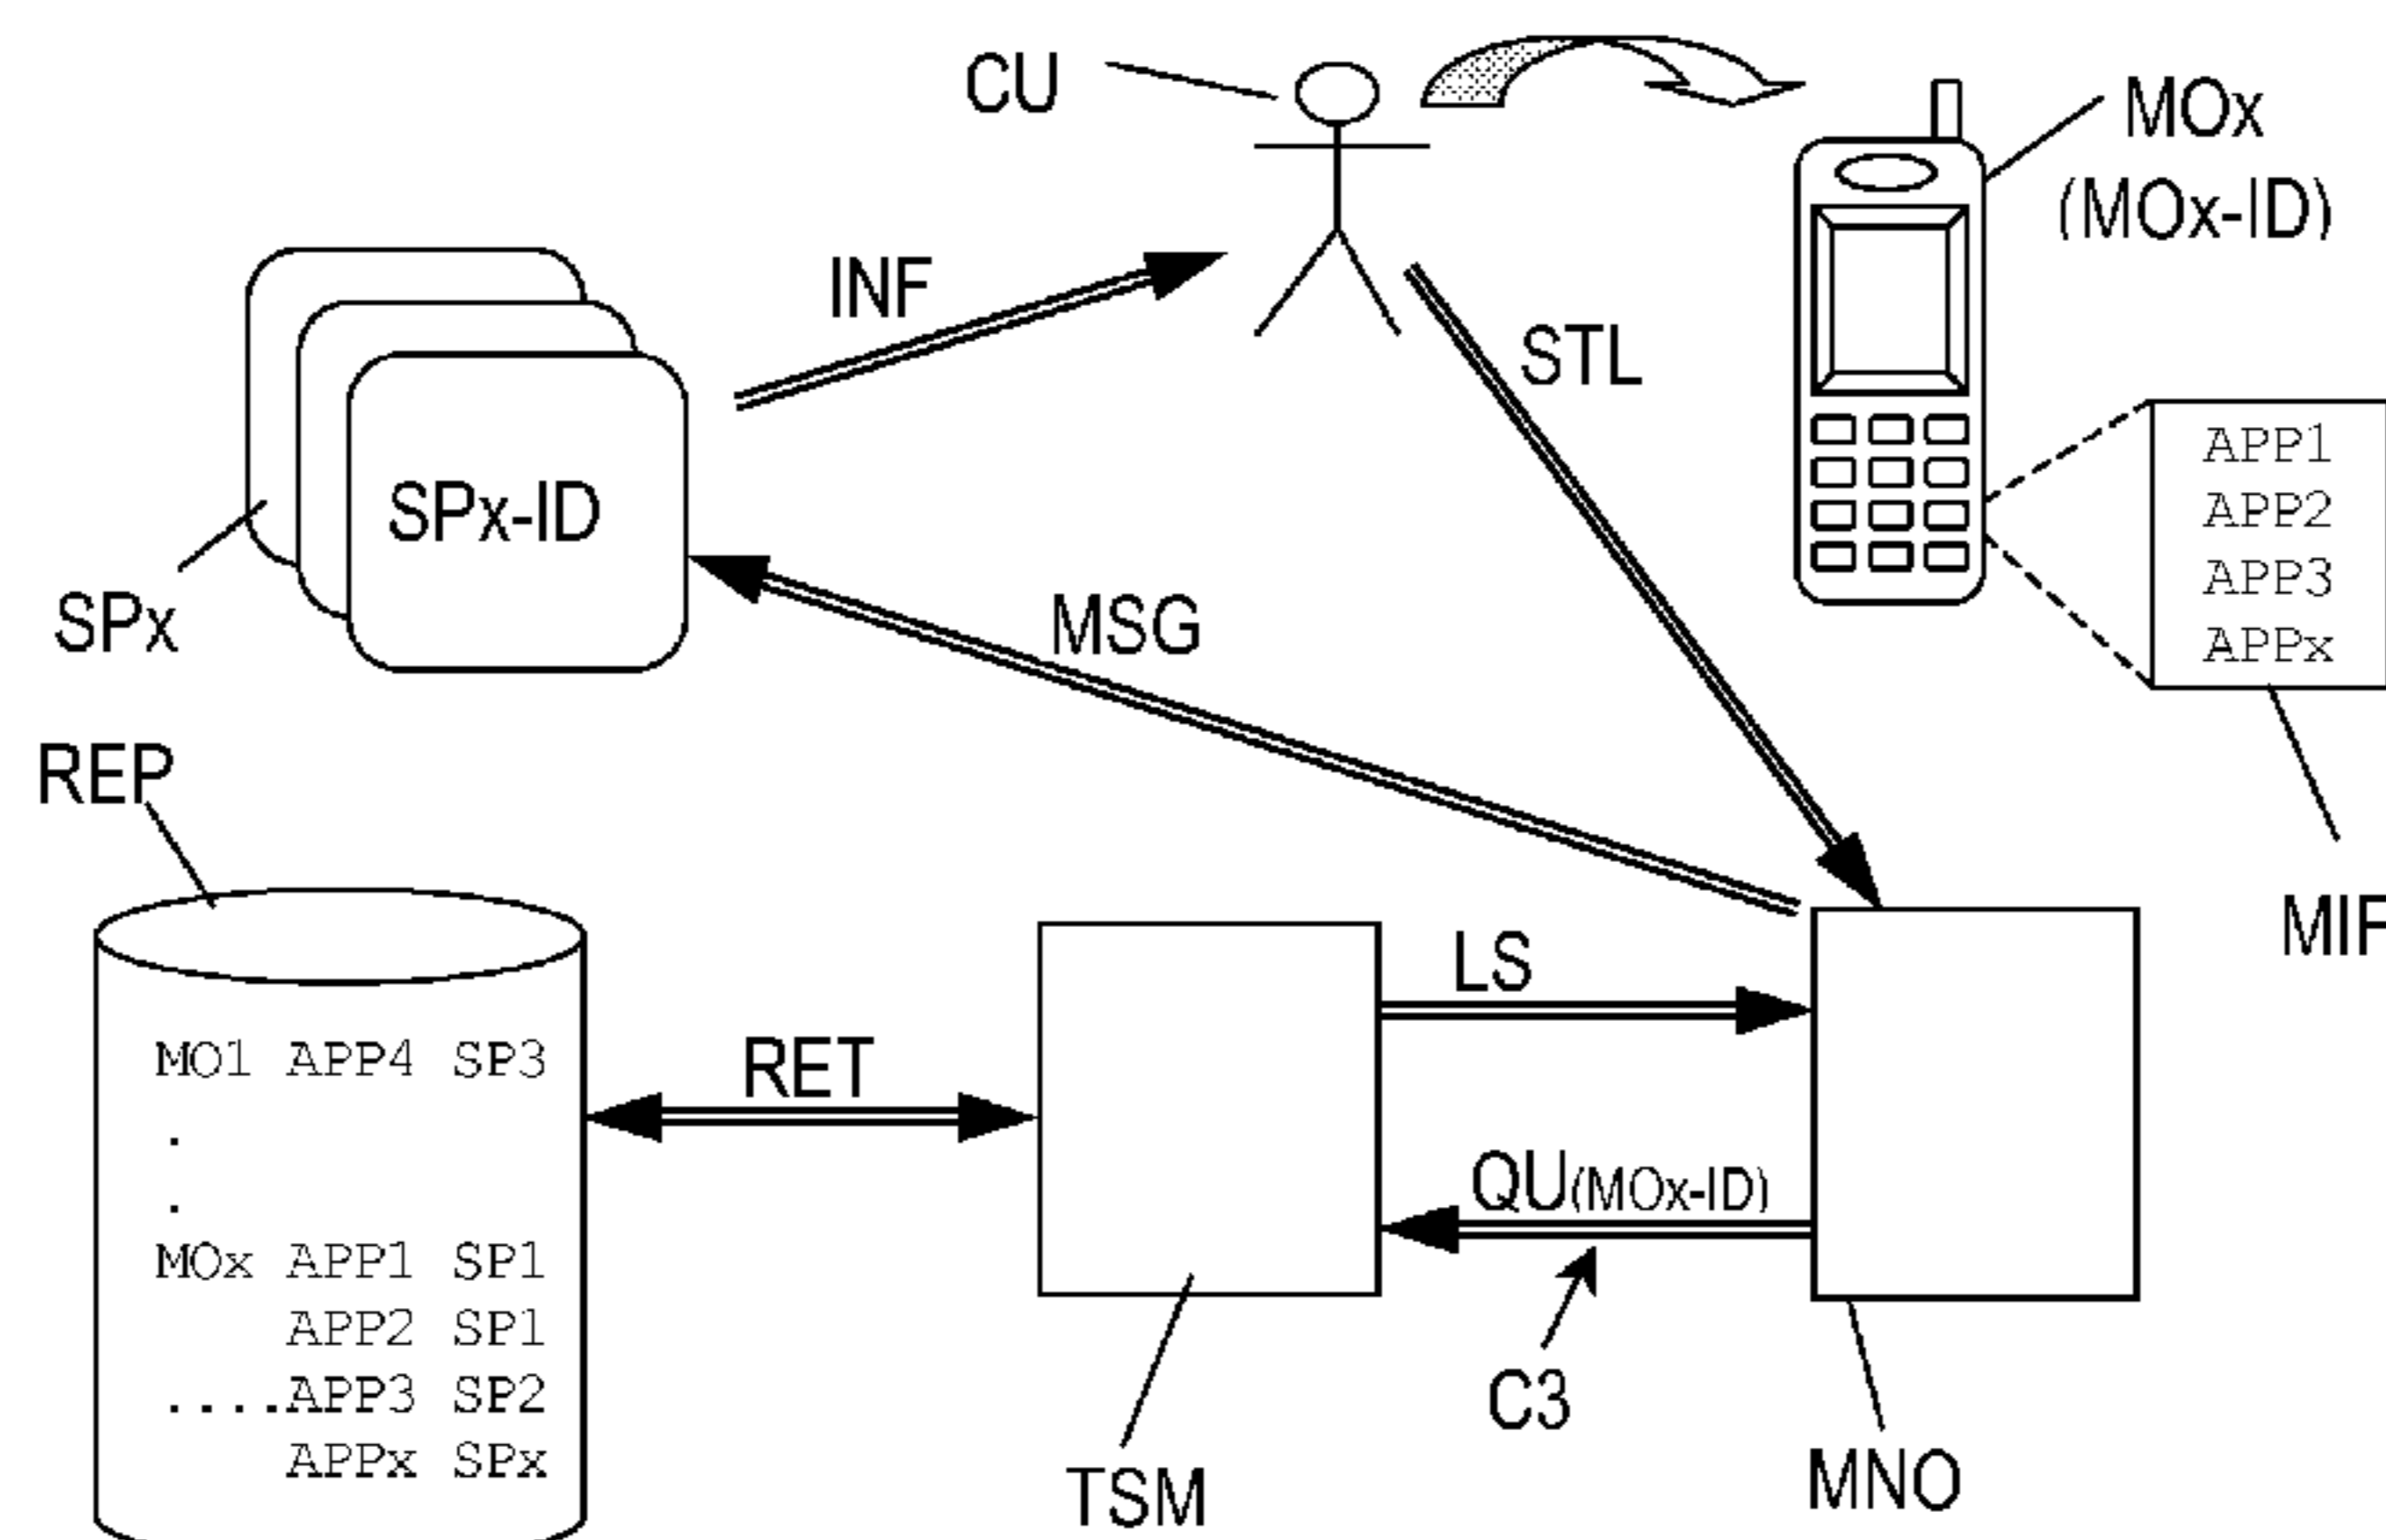 CU
MOx
(MOx-ID)
INF
STL
APP1
APP2
APP3
APPx
SPx-ID
SPx
MSG
REP
MIF
LS
MO1 APP4 SP3
.
.
MOx APP1 SP1
APP2 SP1
....APP3 SP2
APPx SPx
RET
QU(MOx-ID)
C3
TSM
MNO